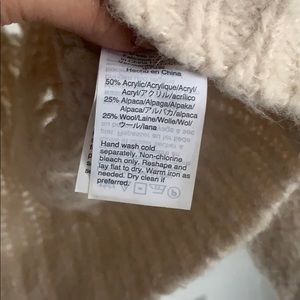 Hecho en China
50% Acrylic/Acrylique/Acryl/
Acryl/アクリル/acrílico
25% Alpaca/Alpaga/Alpaka/
Alpaca/アルパカ/alpaca
25% Wool/Laine/Wolle/Wol/
ウール/lana
Hand wash cold
separately. Non-chlorine
bleach only. Reshape and
lay flat to dry. Warm iron as
needed. Dry clean if
preferred.